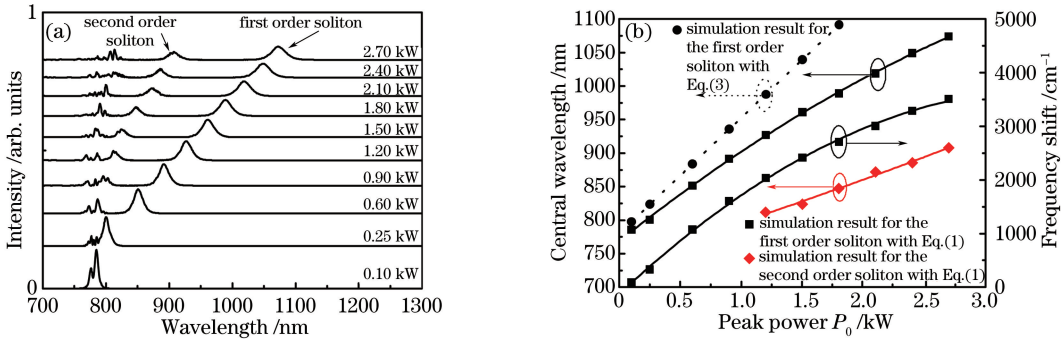 (a)
second order
soliton
first order soliton
1
0
2.70 kW
2.40 kW
2.10 kW
1.80 kW
1.50 kW
1.20 kW
0.90 kW
0.60 kW
0.25 kW
0.10 kW
Intensity /arb. units
700 800 900 1000 1100 1200 1300
Wavelength /nm
(b)
simulation result for
the first order
soliton with
Eq.(3)
1100
1050
1000
950
900
850
800
750
700
Central wavelength /nm
5000
4000
3000
2000
1000
0
Frequency shift /cm⁻¹
simulation result for the
first order soliton with Eq.(1)
simulation result for the
second order soliton with Eq.(1)
0 0.5 1.0 1.5 2.0 2.5 3.0
Peak power P₀ /kW